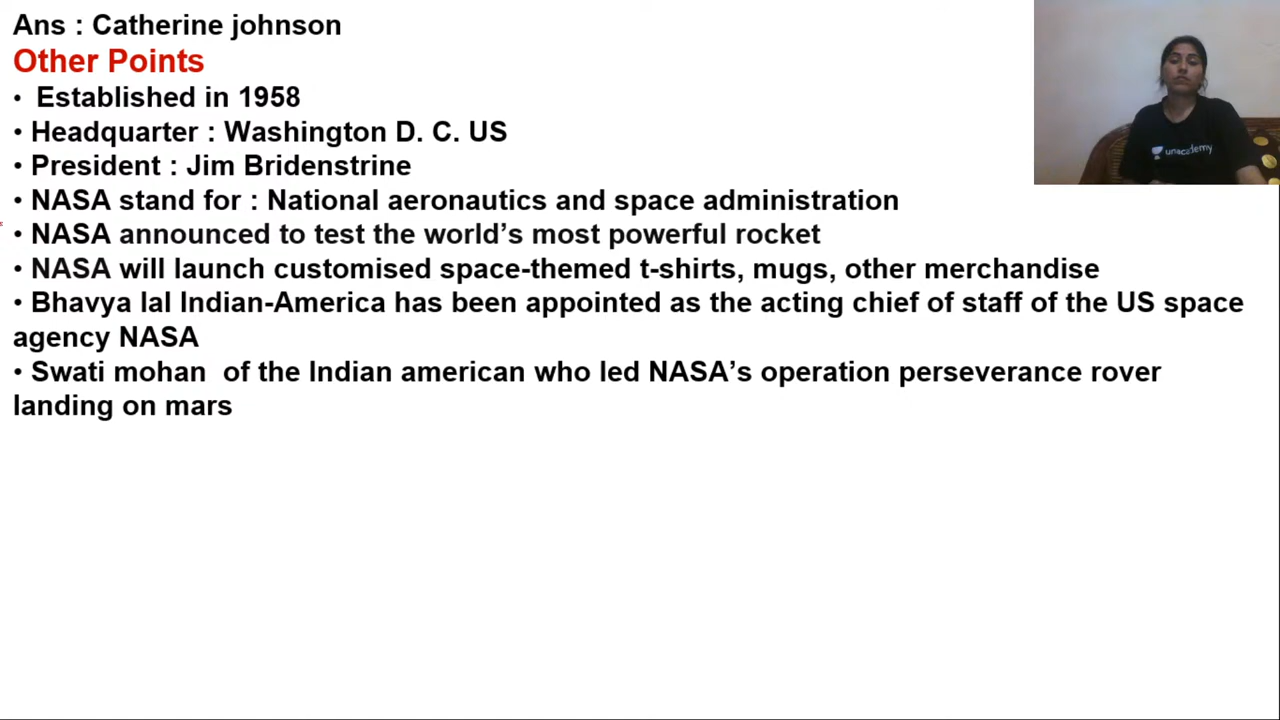 Ans : Catherine johnson
Other Points
• Established in 1958
• Headquarter : Washington D. C. US
• President : Jim Bridenstrine
• NASA stand for : National aeronautics and space administration
• NASA announced to test the world’s most powerful rocket
• NASA will launch customised space-themed t-shirts, mugs, other merchandise
• Bhavya lal Indian-America has been appointed as the acting chief of staff of the US space
agency NASA
• Swati mohan  of the Indian american who led NASA’s operation perseverance rover
landing on mars
unacademy